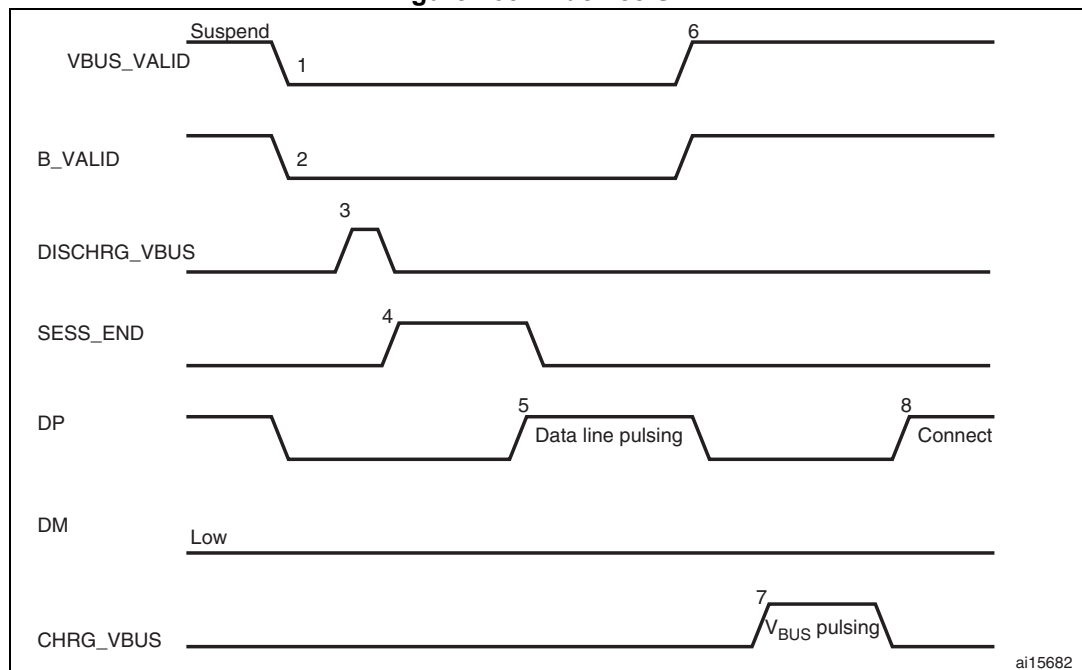 Suspend
6
VBUS_VALID
1
B_VALID
2
3
DISCHRG_VBUS
4
SESS_END
5
8
DP
Data line pulsing
Connect
DM
Low
7
VBUS pulsing
CHRG_VBUS
ai15682